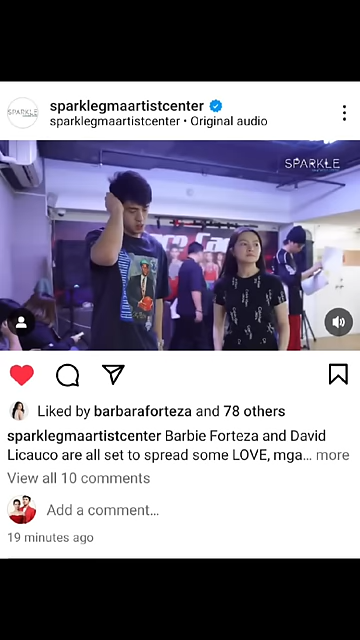 SPARKLE
sparklegmaartistcenter
sparklegmaartistcenter • Original audio
SPARKLE
Liked by barbaraforteza and 78 others
sparklegmaartistcenter Barbie Forteza and David
Licauco are all set to spread some LOVE, mga... more
View all 10 comments
Add a comment...
19 minutes ago